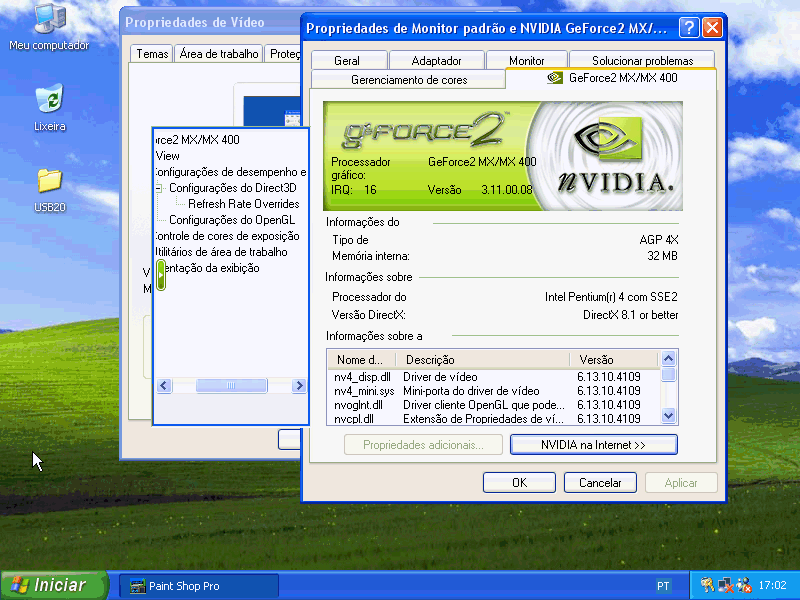 Meu computador
Lixeira
USB20
Propriedades de Vídeo
Temas
Área de trabalho
Proteç
rce2 MX/MX 400
View
onfigurações de desempenho e
Configurações do Direct3D
Refresh Rate Overrides
Configurações do OpenGL
ontrole de cores de exposição
tilitários de área de trabalho
entação da exibição
V
M
Propriedades de Monitor padrão e NVIDIA GeForce2 MX/...
Geral
Adaptador
Monitor
Solucionar problemas
Gerenciamento de cores
GeForce2 MX/MX 400
GeFORCE2
Processador gráfico:
GeForce2 MX/MX 400
IRQ: 16
Versão 3.11.00.08
nVIDIA.
Informações do
Tipo de
AGP 4X
Memória interna:
32 MB
Informações sobre
Processador do
Intel Pentium(r) 4 com SSE2
Versão DirectX:
DirectX 8.1 or better
Informações sobre a
Nome d... Descrição Versão
nv4_disp.dll Driver de vídeo 6.13.10.4109
nv4_mini.sys Mini-porta do driver de vídeo 6.13.10.4109
nvoglnt.dll Driver cliente OpenGL que pode... 6.13.10.4109
nvcpl.dll Extensão de Propriedades de ví... 6.13.10.4109
Propriedades adicionais...
NVIDIA na Internet >>
OK
Cancelar
Aplicar
Iniciar
Paint Shop Pro
PT
17:02